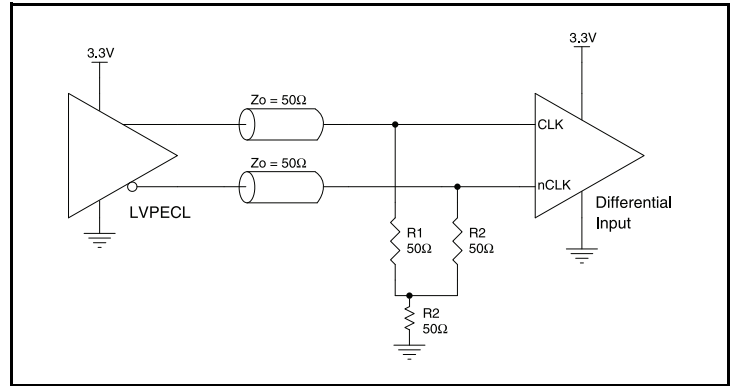 3.3V
3.3V
Zo = 50Ω
CLK
Zo = 50Ω
nCLK
LVPECL
Differential
Input
R1
50Ω
R2
50Ω
R2
50Ω